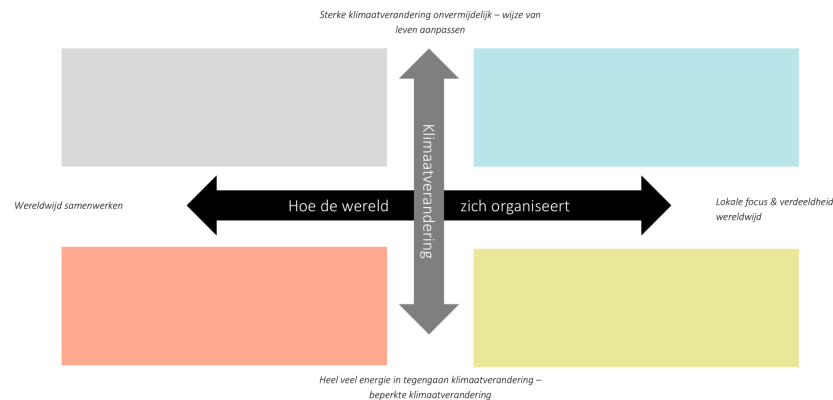 Sterke klimaatverandering onvermijdelijk – wijze van
leven aanpassen
Klimaatverandering
Wereldwijd samenwerken
Hoe de wereld
zich organiseert
Lokale focus & verdeeldheid
wereldwijd
Heel veel energie in tegengaan klimaatverandering –
beperkte klimaatverandering